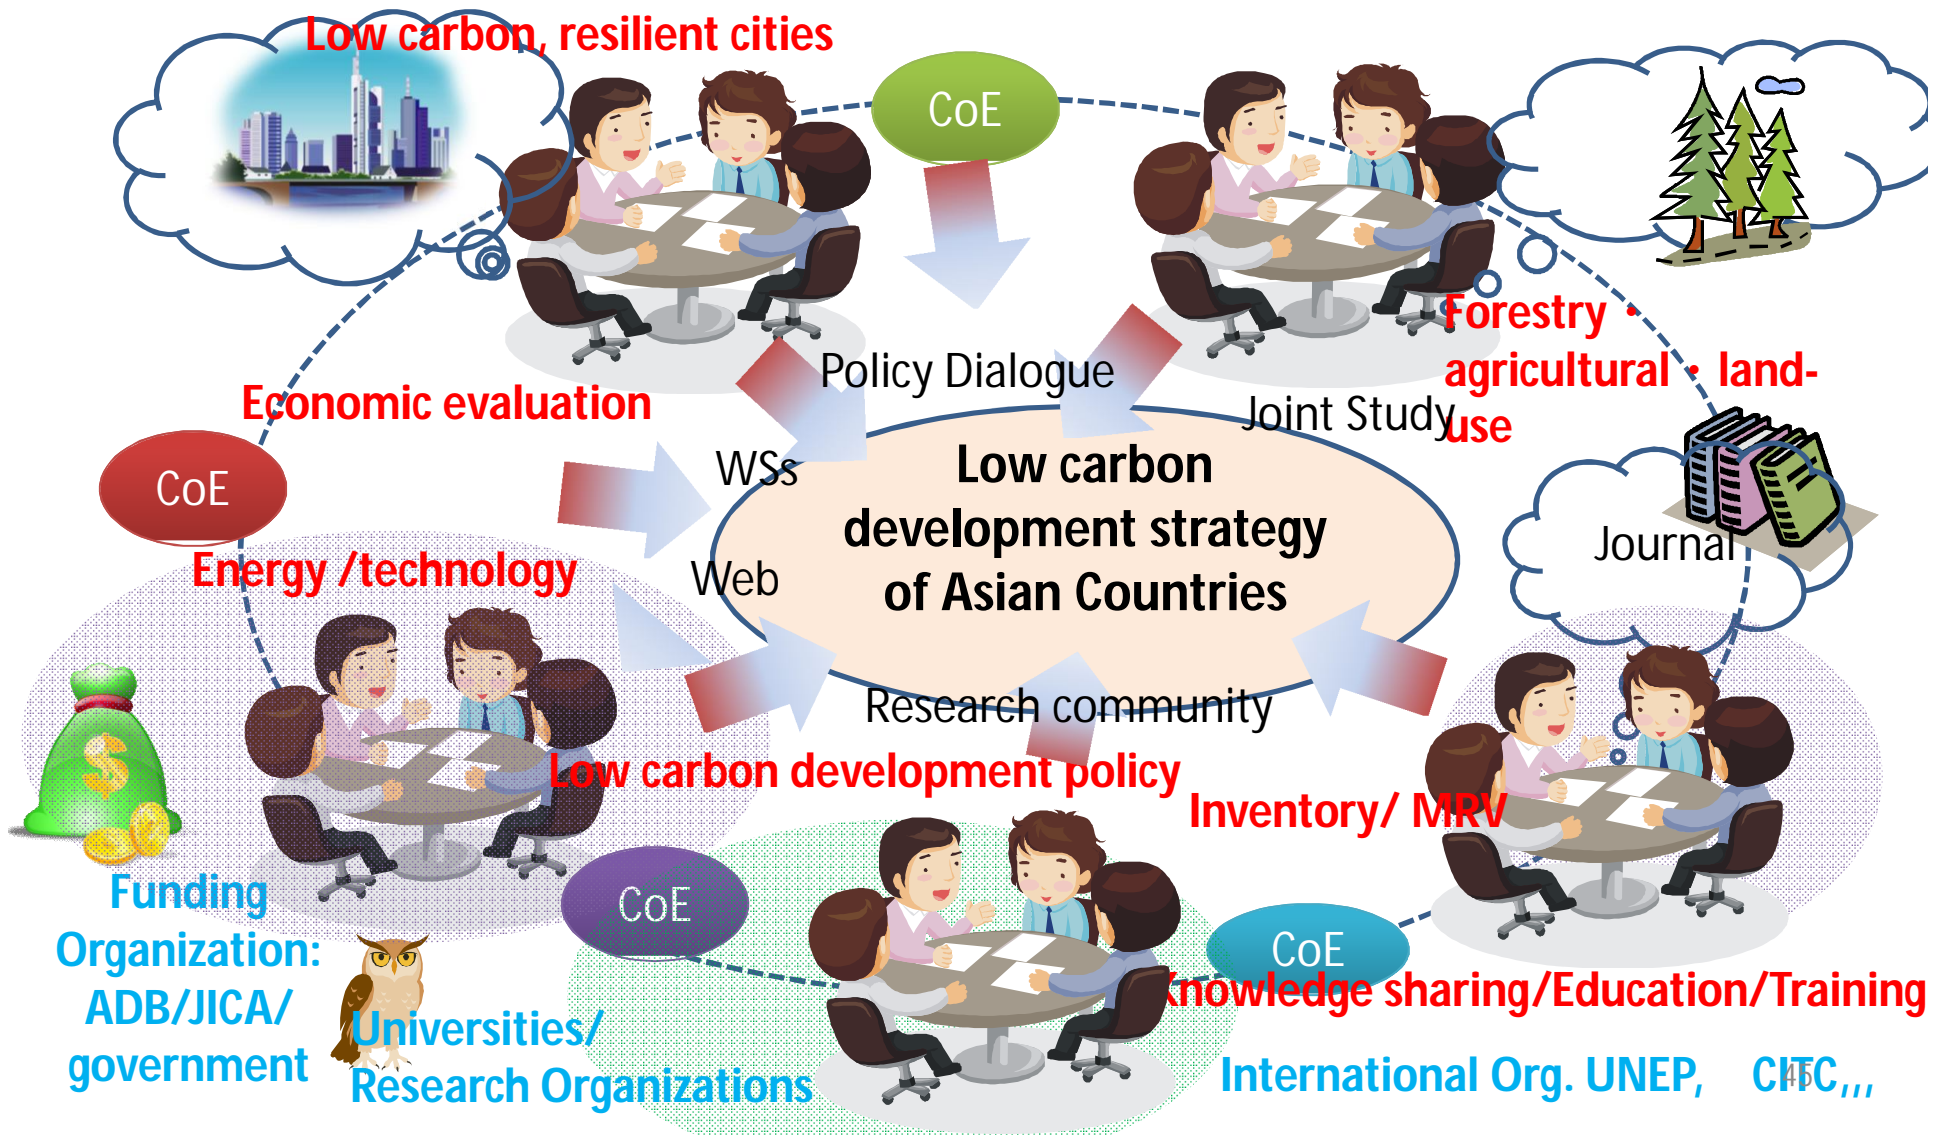 Low carbon, resilient cities
CoE
Policy Dialogue
Economic evaluation
Forestry・
agricultural・land-
use
Joint Study
CoE
WSs
Low carbon
development strategy
of Asian Countries
Journal
Energy /technology
Web
Research community
Low carbon development policy
Inventory/ MRV
CoE
CoE
Funding
Organization:
ADB/JICA/
government
Knowledge sharing/Education/Training
Universities/
Research Organizations
International Org. UNEP,
45